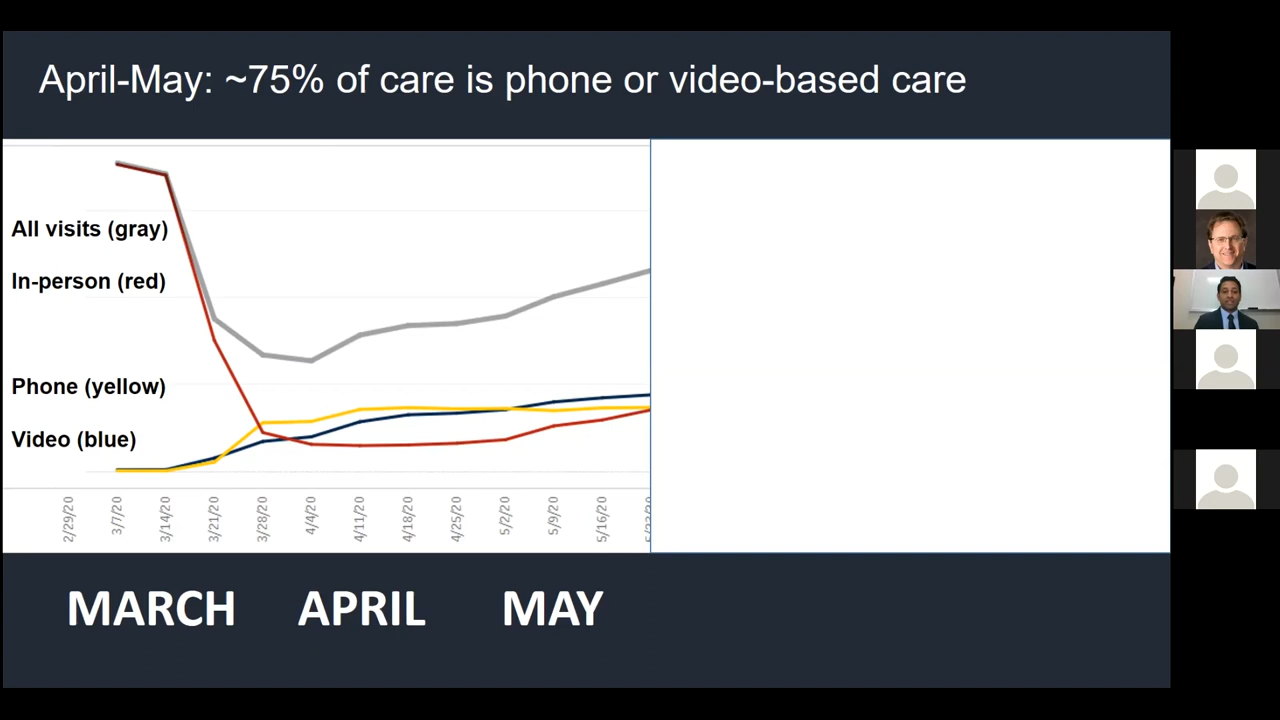 April-May: ~75% of care is phone or video-based care
All visits (gray)
In-person (red)
Phone (yellow)
Video (blue)
2/29/20
3/7/20
3/14/20
3/21/20
3/28/20
4/4/20
4/11/20
4/18/20
4/25/20
5/2/20
5/9/20
5/16/20
MARCH APRIL MAY